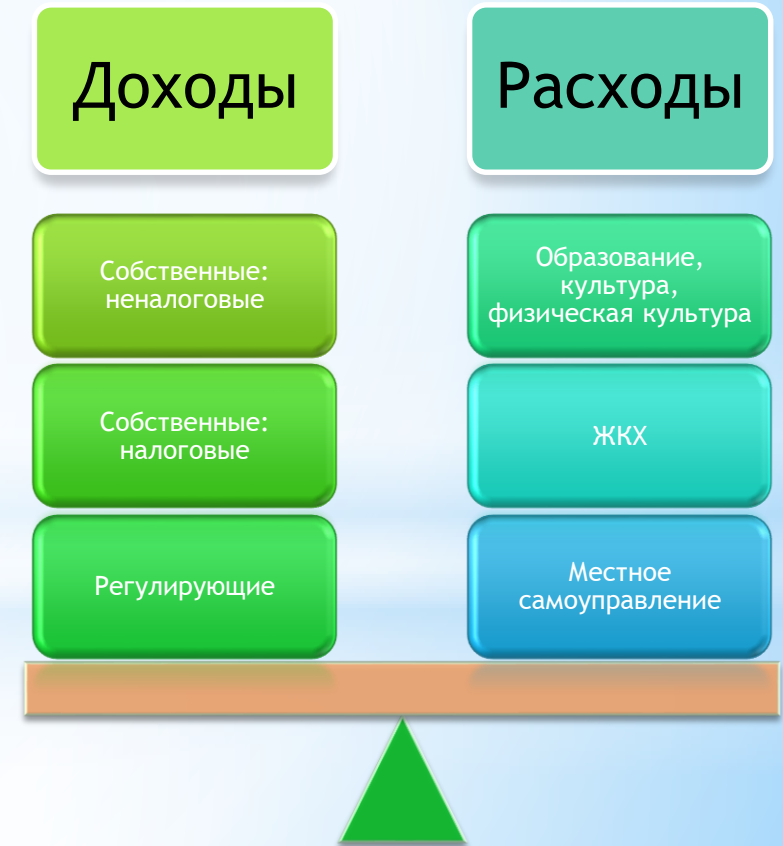 Доходы
Собственные:
неналоговые
Собственные:
налоговые
Регулирующие
Расходы
Образование,
культура,
физическая культура
ЖКХ
Местное
самоуправление